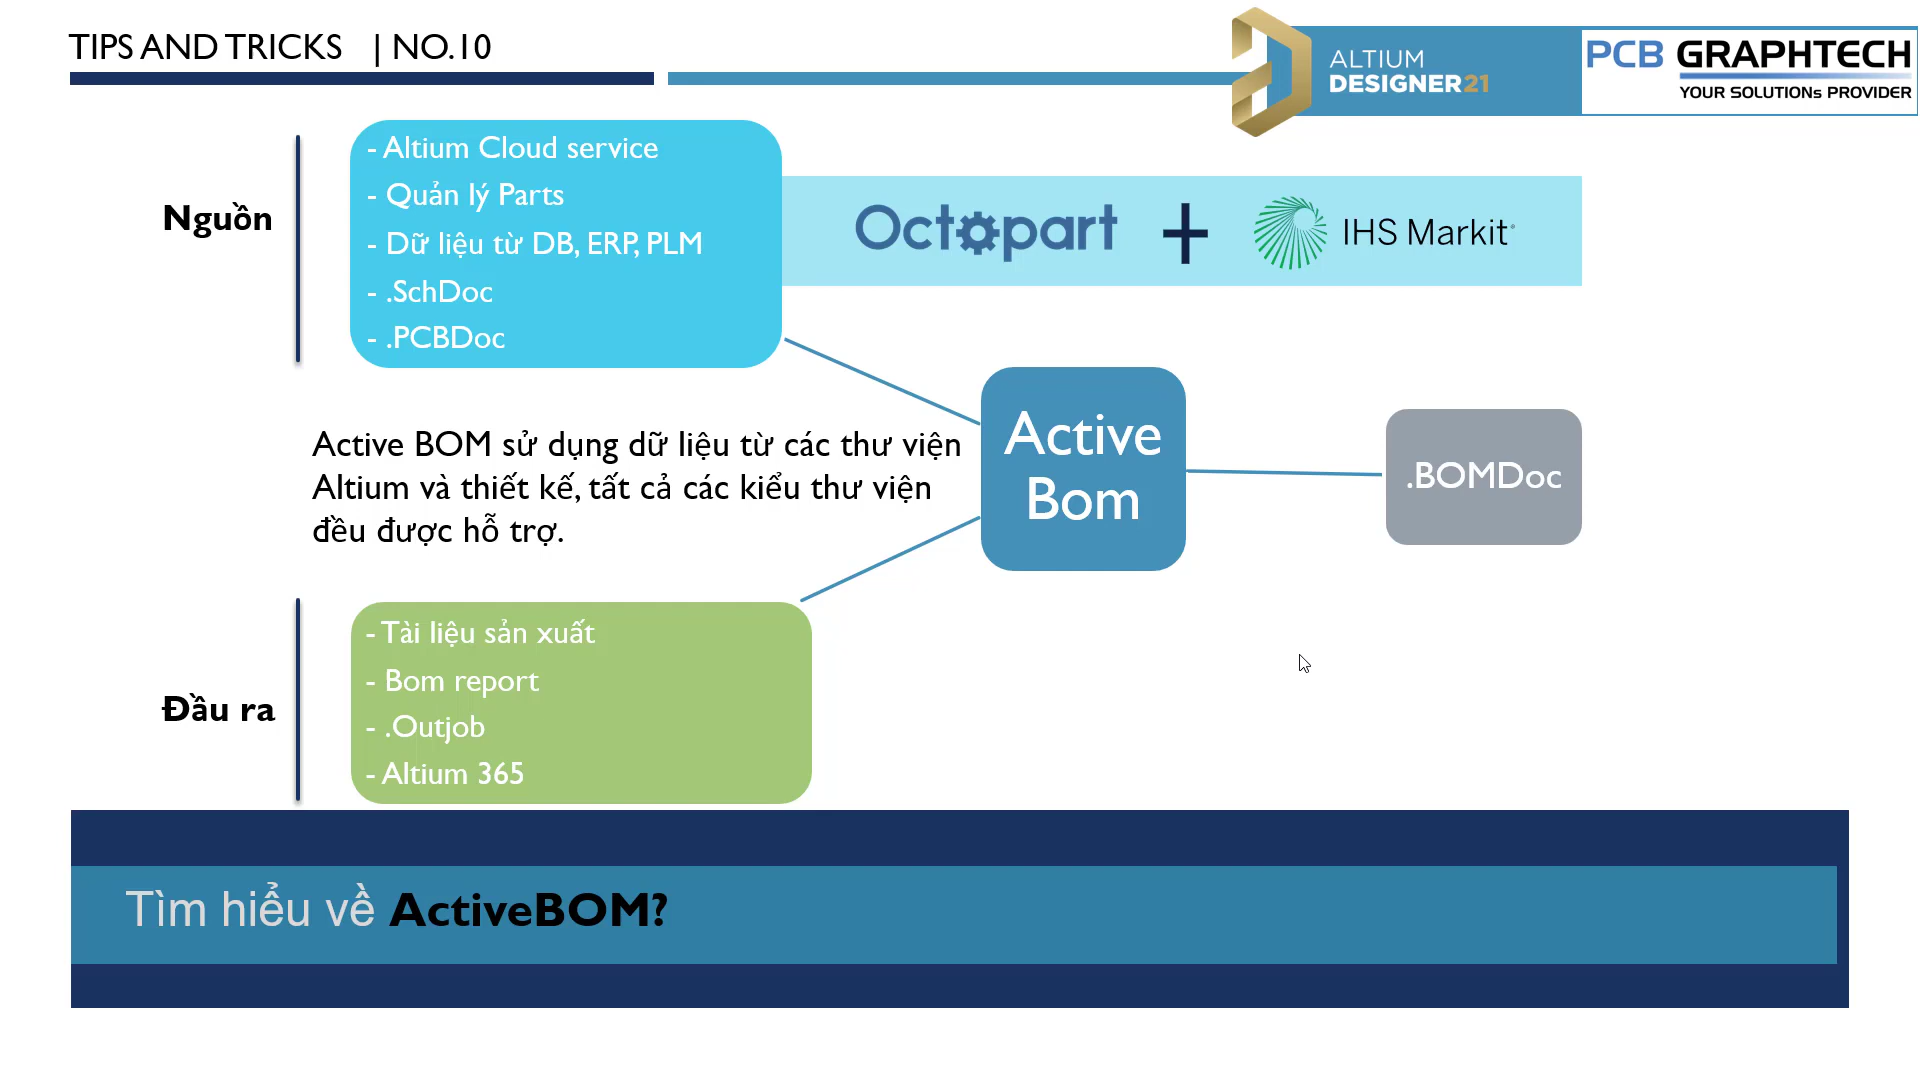 TIPS AND TRICKS | NO.10
ALTIUM
DESIGNER21
PCB GRAPHTECH
YOUR SOLUTIONs PROVIDER
Nguồn
- Altium Cloud service
- Quản lý Parts
- Dữ liệu từ DB, ERP, PLM
- .SchDoc
- .PCBDoc
Octopart + IHS Markit
Active BOM sử dụng dữ liệu từ các thư viện
Altium và thiết kế, tất cả các kiểu thư viện
đều được hỗ trợ.
Active
Bom
.BOMDoc
Đầu ra
- Tài liệu sản xuất
- Bom report
- .Outjob
- Altium 365
Tìm hiểu về ActiveBOM?